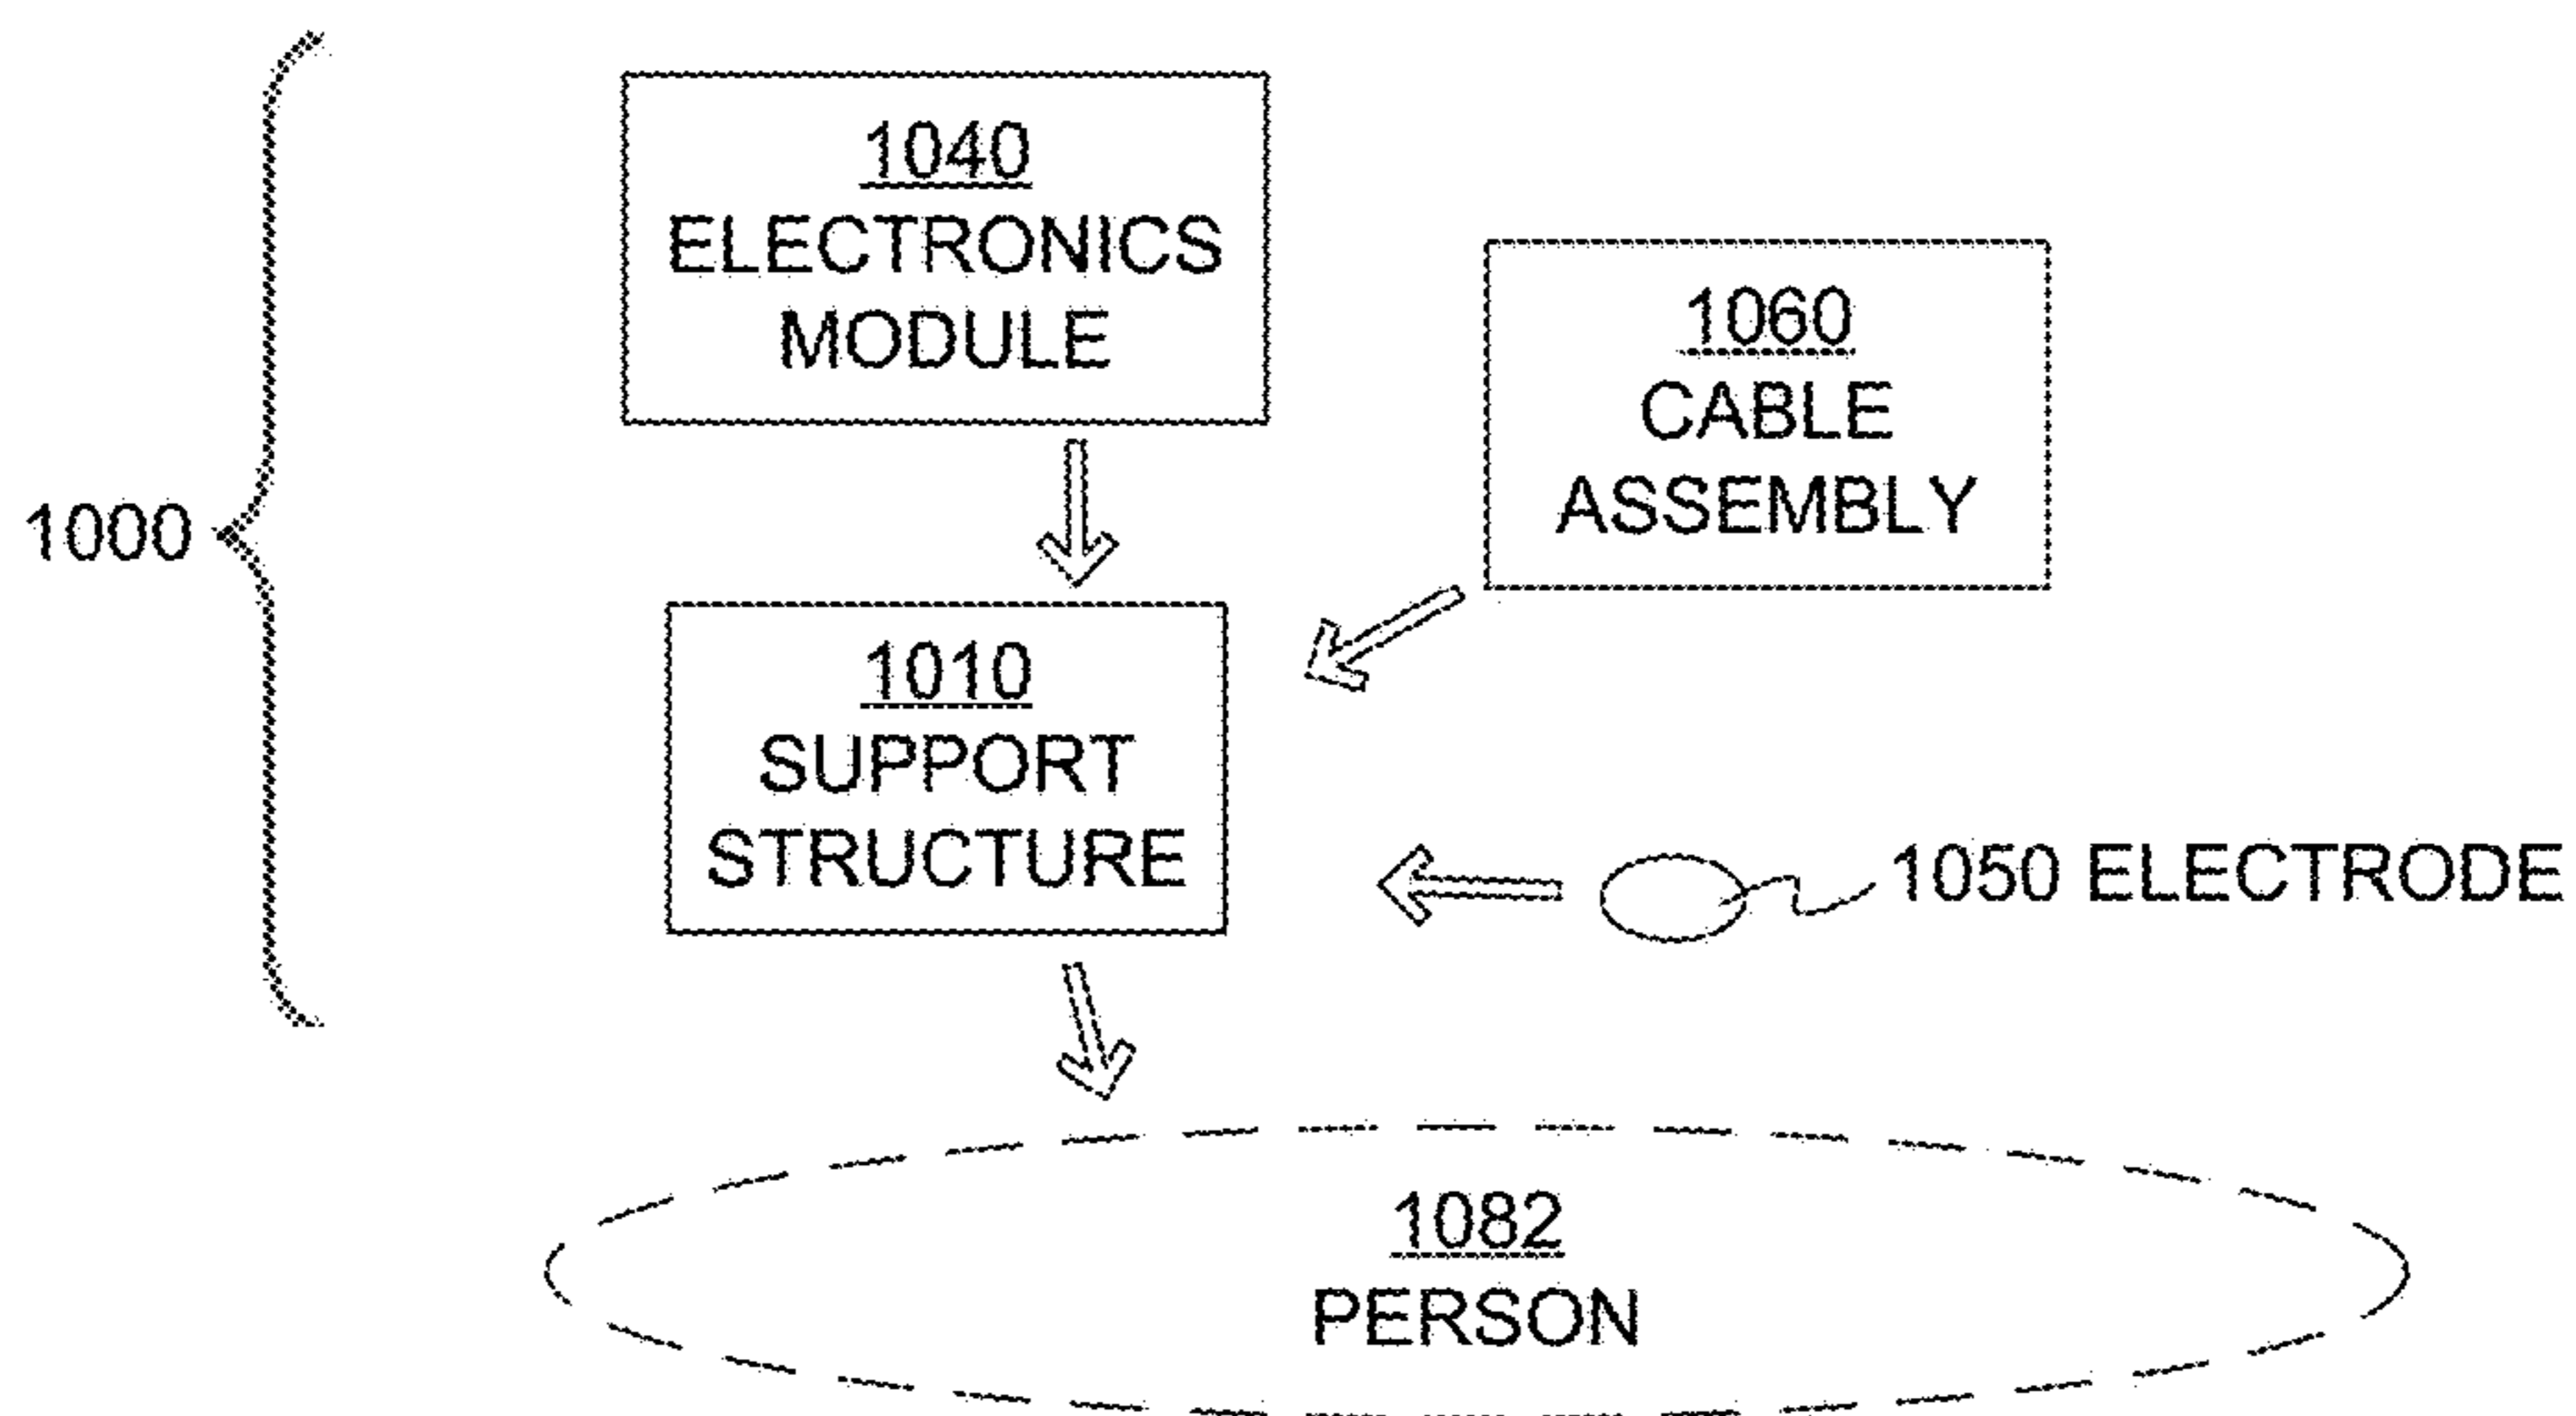 1040
ELECTRONICS
MODULE
1060
CABLE
ASSEMBLY
1000
1010
SUPPORT
STRUCTURE
1050 ELECTRODE
1082
PERSON